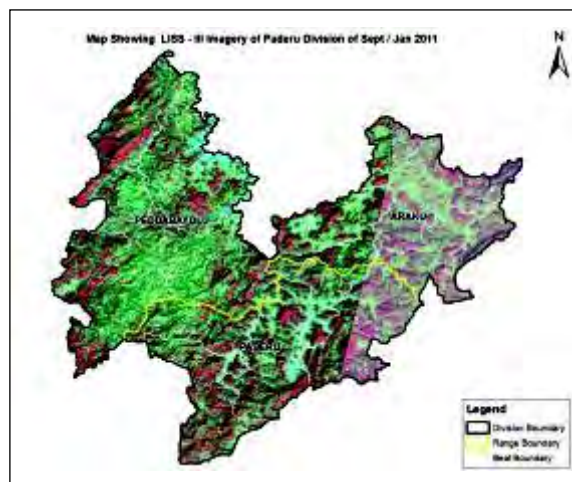 Map Showing LISS - III Imagery of Paderu Division of Sept / Jan 2011
N
PEDDABAYALU
ARAKU
PADERU
Legend
Division Boundary
Range Boundary
Beat Boundary